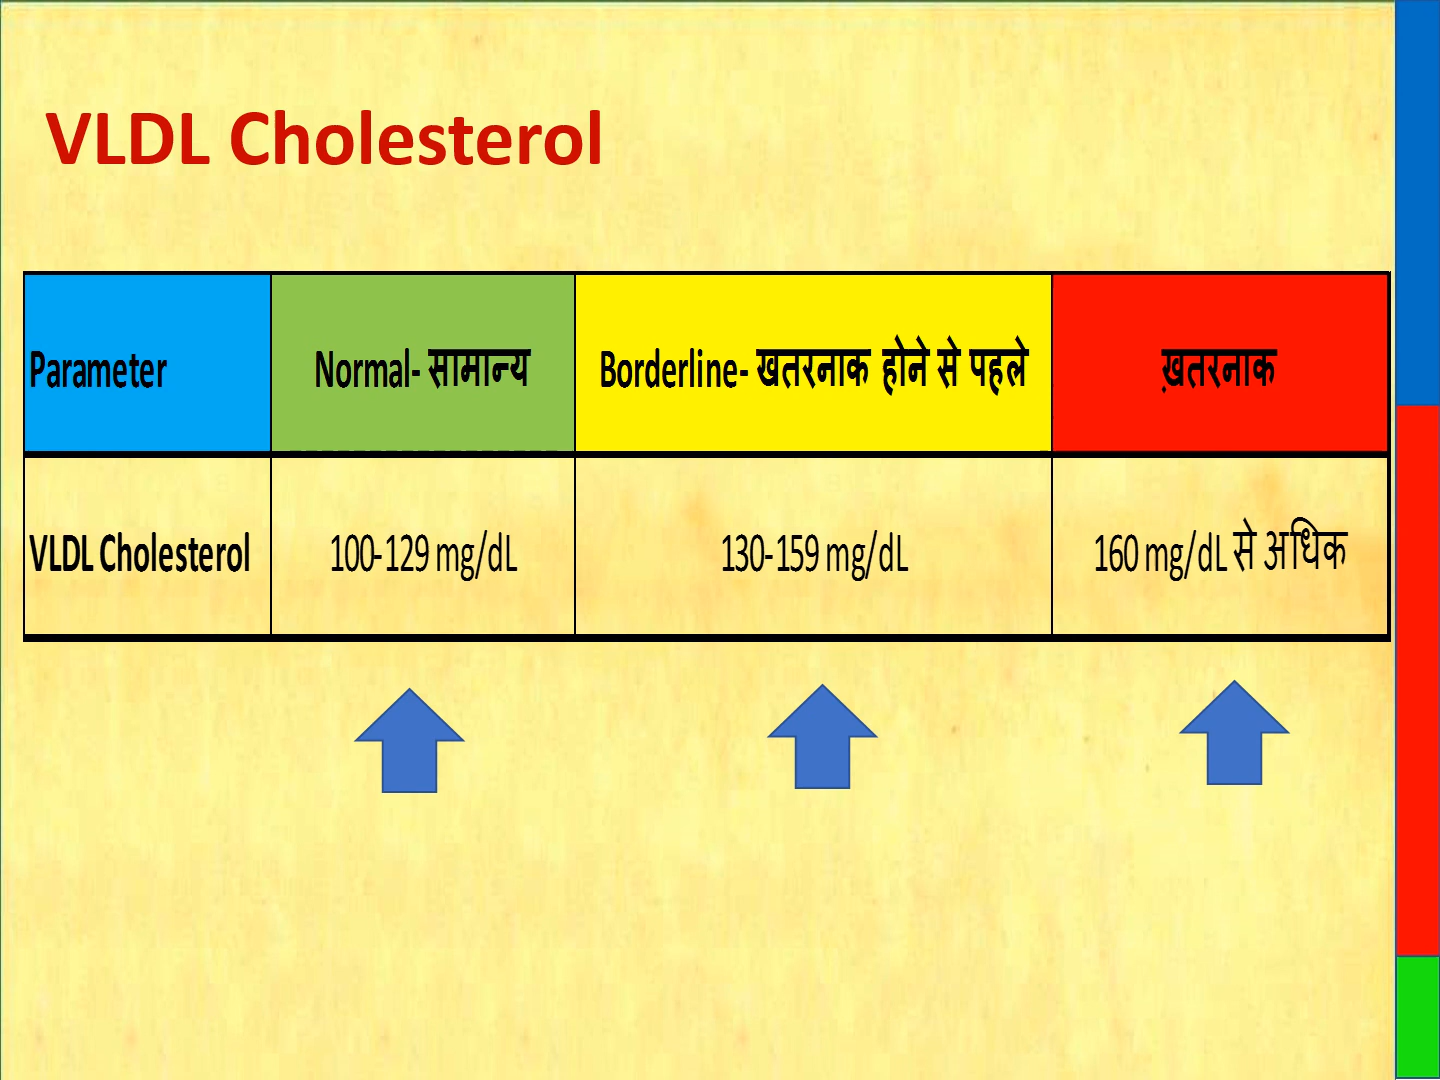 VLDL Cholesterol
Parameter
Normal- सामान्य
Borderline- खतरनाक होने से पहले
ख़तरनाक
VLDL Cholesterol
100-129 mg/dL
130-159 mg/dL
160 mg/dL से अधिक